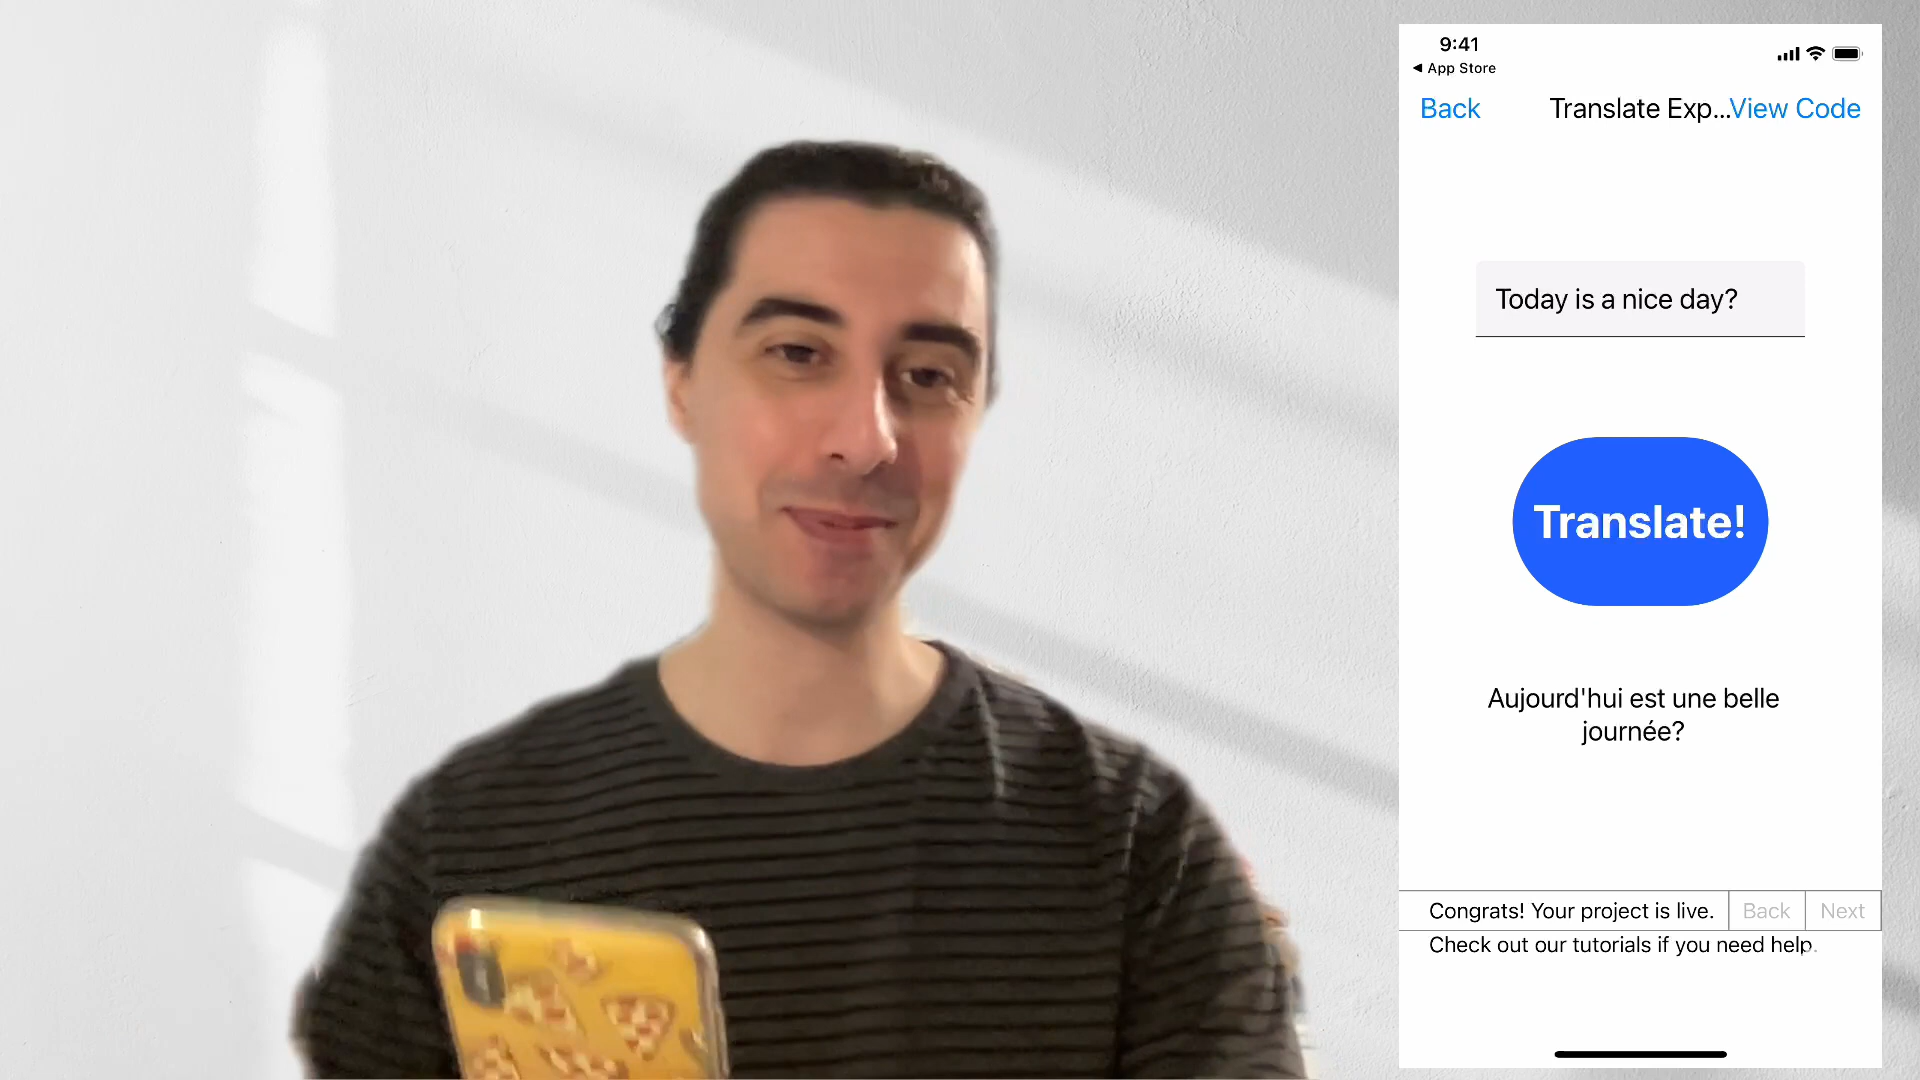 9:41
◀ App Store
Back Translate Exp...View Code
Today is a nice day?
Translate!
Aujourd'hui est une belle
journée?
Congrats! Your project is live. Back Next
Check out our tutorials if you need help.